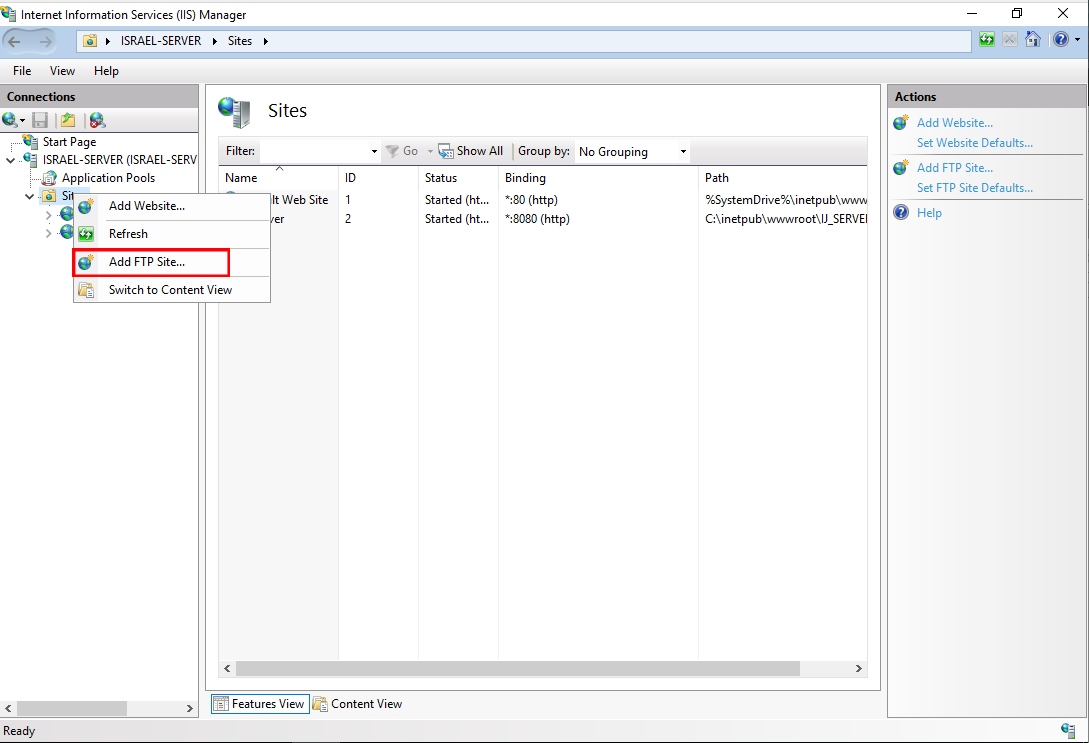 Internet Information Services (IIS) Manager
ISRAEL-SERVER Sites
File View Help
Connections
Start Page
ISRAEL-SERVER (ISRAEL-SERV
Application Pools
Sit
Add Website...
Refresh
Add FTP Site...
Switch to Content View
Sites
Filter: Go Show All Group by: No Grouping
Name ID Status Binding Path
lt Web Site 1 Started (ht... *:80 (http) %SystemDrive%\inetpub\www
ver 2 Started (ht... *:8080 (http) C:\inetpub\wwwroot\IJ_SERVER
Features View Content View
Actions
Add Website...
Set Website Defaults...
Add FTP Site...
Set FTP Site Defaults...
Help
Ready